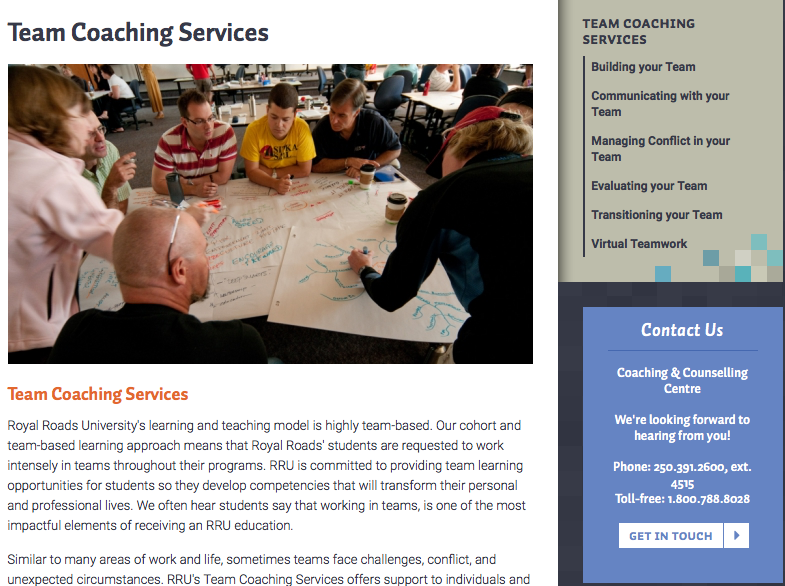 Team Coaching Services
ENCOURAGED
Team Coaching Services
Royal Roads University's learning and teaching model is highly team-based. Our cohort and
team-based learning approach means that Royal Roads' students are requested to work
intensely in teams throughout their programs. RRU is committed to providing team learning
opportunities for students so they develop competencies that will transform their personal
and professional lives. We often hear students say that working in teams, is one of the most
impactful elements of receiving an RRU education.
Similar to many areas of work and life, sometimes teams face challenges, conflict, and
unexpected circumstances. RRU's Team Coaching Services offers support to individuals and
TEAM COACHING
SERVICES
Building your Team
Communicating with your
Team
Managing Conflict in your
Team
Evaluating your Team
Transitioning your Team
Virtual Teamwork
Contact Us
Coaching & Counselling
Centre
We're looking forward to
hearing from you!
Phone: 250.391.2600, ext.
4515
Toll-free: 1.800.788.8028
GET IN TOUCH